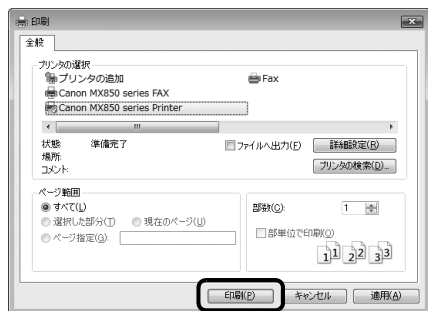 印刷
全般
プリンタの選択
プリンタの追加
Fax
Canon MX850 series FAX
Canon MX850 series Printer
状態: 準備完了
ファイルへ出力(F)
詳細設定(R)
場所:
コメント:
プリンタの検索(D)...
ページ範囲
すべて(L)
選択した部分(T)
現在のページ(U)
ページ指定(G):
部数(C): 1
部単位で印刷(O)
11 22 33
印刷(P)
キャンセル
適用(A)